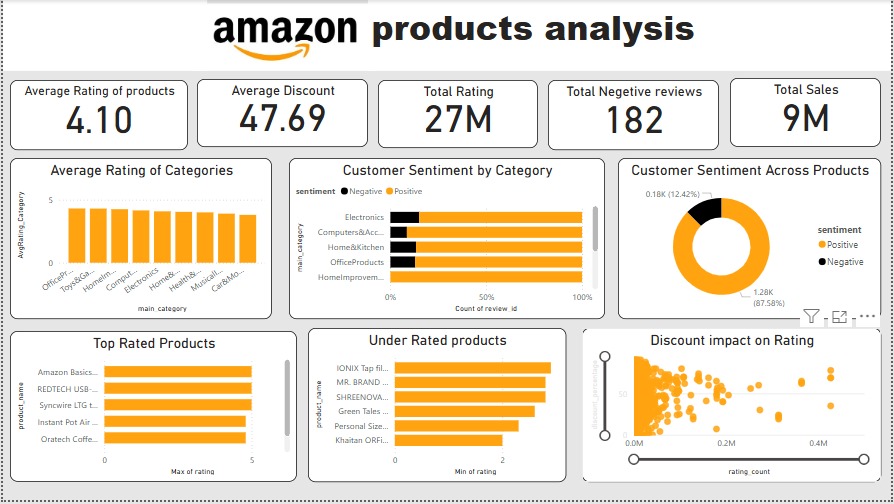 amazon products analysis
Average Rating of products
4.10
Average Discount
47.69
Total Rating
27M
Total Negetive reviews
182
Total Sales
9M
Average Rating of Categories
AvgRating_Category
5
0
OfficePr...
Toys&Ga...
HomeIm...
Comput...
Electronics
Home&...
Health&...
Musicall...
Car&Mo...
main_category
Customer Sentiment by Category
sentiment Negative Positive
main_category
Electronics
Computers&Acc...
Home&Kitchen
OfficeProducts
HomeImprovem...
0% 50% 100%
Count of review_id
Customer Sentiment Across Products
0.18K (12.42%)
1.28K
(87.58%)
sentiment
Positive
Negative
Top Rated Products
product_name
Amazon Basics...
REDTECH USB-...
Syncwire LTG t...
Instant Pot Air ...
Oratech Coffe...
0 5
Max of rating
Under Rated products
product_name
IONIX Tap fil...
MR. BRAND ...
SHREENOVA...
Green Tales ...
Personal Size...
Khaitan ORFi...
0 2
Min of rating
Discount impact on Rating
discount_percentage
50
0
0.0M 0.2M 0.4M
rating_count